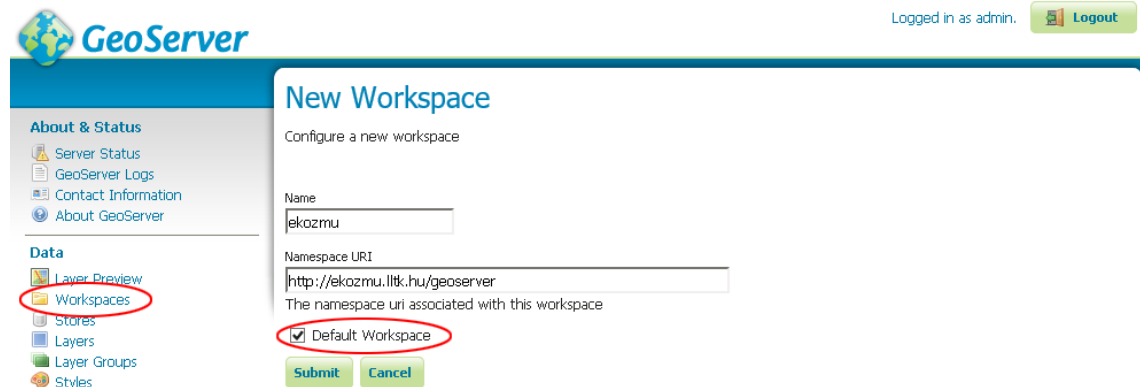 GeoServer
Logged in as admin.
Logout
About & Status
Server Status
GeoServer Logs
Contact Information
About GeoServer
Data
Layer Preview
Workspaces
Stores
Layers
Layer Groups
Styles
New Workspace
Configure a new workspace
Name
ekozmu
Namespace URI
http://ekozmu.lltk.hu/geoserver
The namespace uri associated with this workspace
Default Workspace
Submit Cancel